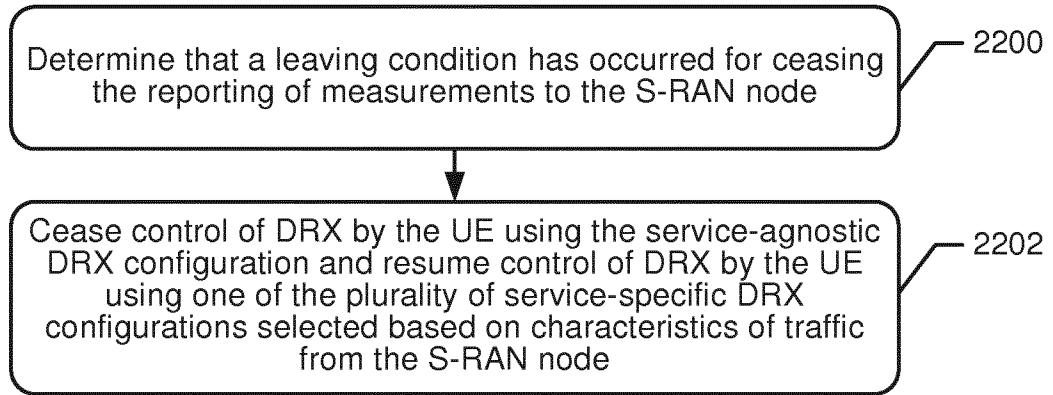 Determine that a leaving condition has occurred for ceasing
the reporting of measurements to the S-RAN node
2200
Cease control of DRX by the UE using the service-agnostic
DRX configuration and resume control of DRX by the UE
using one of the plurality of service-specific DRX
configurations selected based on characteristics of traffic
from the S-RAN node
2202